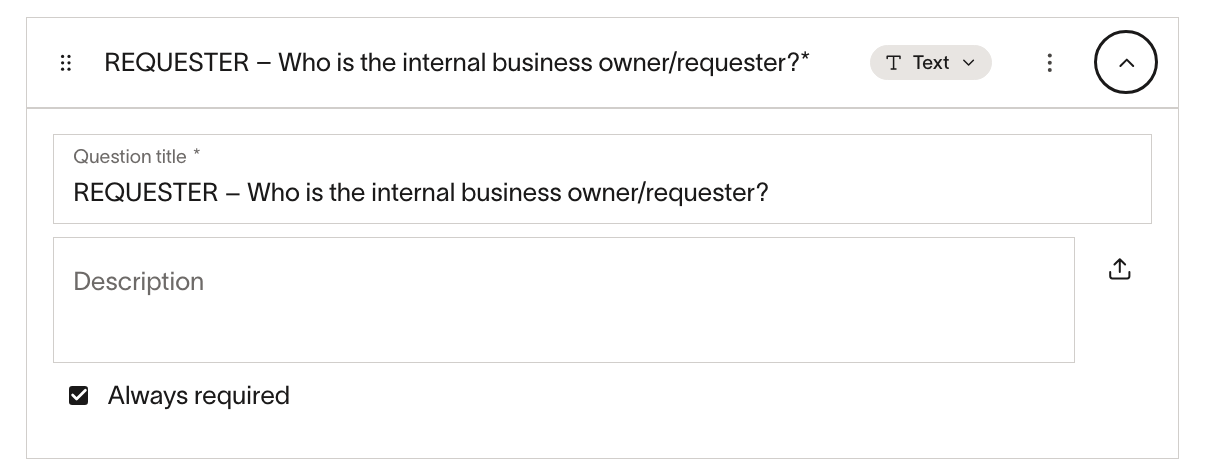 REQUESTER – Who is the internal business owner/requester?*
Text
Question title *
REQUESTER – Who is the internal business owner/requester?
Description
Always required